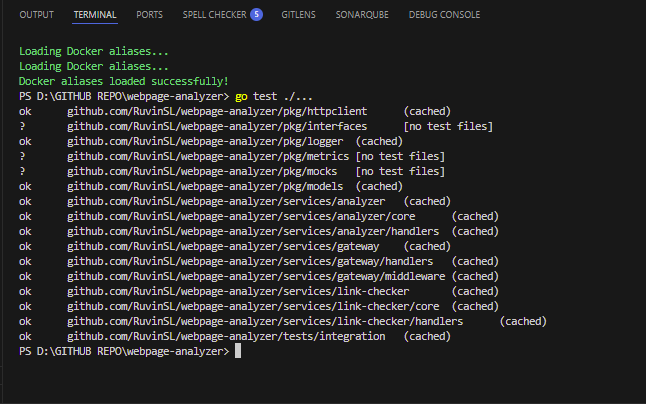 OUTPUT TERMINAL PORTS SPELL CHECKER 5 GITLENS SONARQUBE DEBUG CONSOLE
Loading Docker aliases...
Loading Docker aliases...
Docker aliases loaded successfully!
PS D:\GITHUB REPO\webpage-analyzer> go test ./...
ok github.com/RuvinSL/webpage-analyzer/pkg/httpclient (cached)
? github.com/RuvinSL/webpage-analyzer/pkg/interfaces [no test files]
ok github.com/RuvinSL/webpage-analyzer/pkg/logger (cached)
? github.com/RuvinSL/webpage-analyzer/pkg/metrics [no test files]
? github.com/RuvinSL/webpage-analyzer/pkg/mocks [no test files]
ok github.com/RuvinSL/webpage-analyzer/pkg/models (cached)
ok github.com/RuvinSL/webpage-analyzer/services/analyzer (cached)
ok github.com/RuvinSL/webpage-analyzer/services/analyzer/core (cached)
ok github.com/RuvinSL/webpage-analyzer/services/analyzer/handlers (cached)
ok github.com/RuvinSL/webpage-analyzer/services/gateway (cached)
ok github.com/RuvinSL/webpage-analyzer/services/gateway/handlers (cached)
ok github.com/RuvinSL/webpage-analyzer/services/gateway/middleware (cached)
ok github.com/RuvinSL/webpage-analyzer/services/link-checker (cached)
ok github.com/RuvinSL/webpage-analyzer/services/link-checker/core (cached)
ok github.com/RuvinSL/webpage-analyzer/services/link-checker/handlers (cached)
ok github.com/RuvinSL/webpage-analyzer/tests/integration (cached)
PS D:\GITHUB REPO\webpage-analyzer>